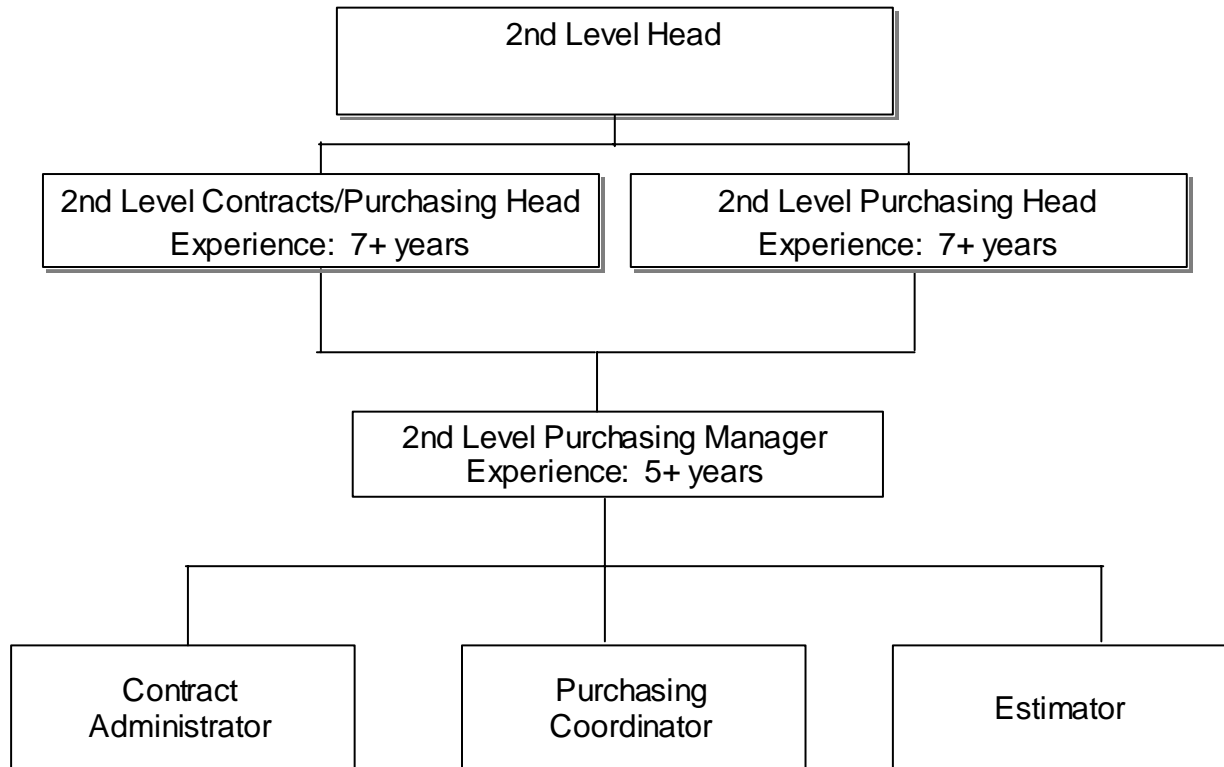 2nd Level Head
2nd Level Contracts/Purchasing Head
Experience: 7+ years
2nd Level Purchasing Head
Experience: 7+ years
2nd Level Purchasing Manager
Experience: 5+ years
Contract
Administrator
Purchasing
Coordinator
Estimator